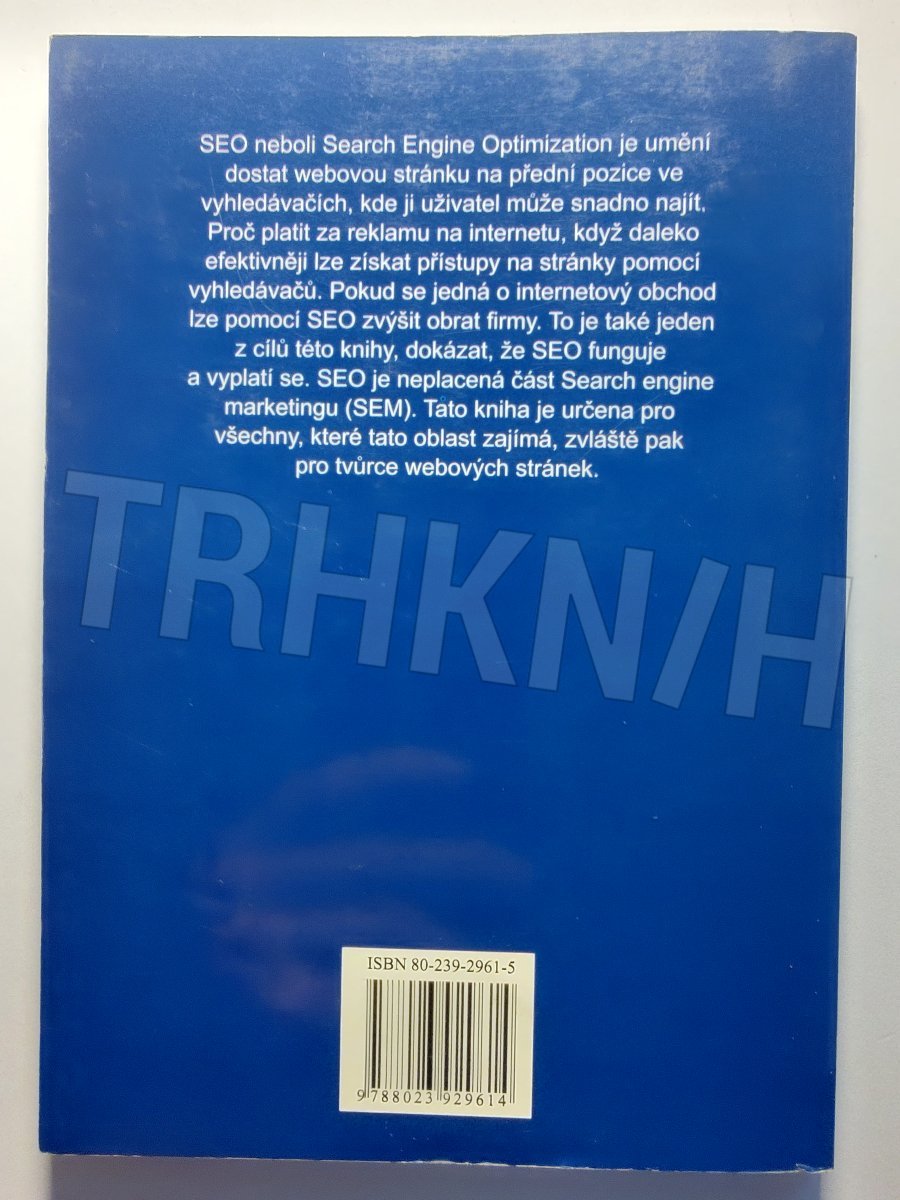 SEO neboli Search Engine Optimization je umění
dostat webovou stránku na přední pozice ve
vyhledávačích, kde ji uživatel může snadno najít.
Proč platit za reklamu na internetu, když daleko
efektivněji lze získat přístupy na stránky pomocí
vyhledávačů. Pokud se jedná o internetový obchod
lze pomocí SEO zvýšit obrat firmy. To je také jeden
z cílů této knihy, dokázat, že SEO funguje
a vyplatí se. SEO je neplacená část Search engine
marketingu (SEM). Tato kniha je určena pro
všechny, které tato oblast zajímá, zvláště pak
pro tvůrce webových stránek.
TRHKN/H
ISBN 80-239-2961-5
9 788023 929614